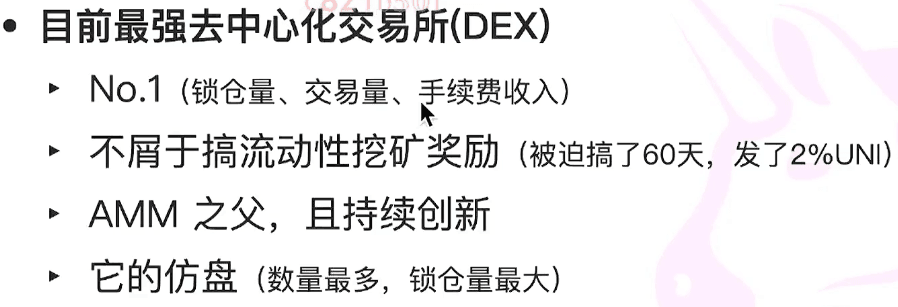 • 目前最强去中心化交易所(DEX)
‣ No.1（锁仓量、交易量、手续费收入）
‣ 不屑于搞流动性挖矿奖励（被迫搞了60天，发了2%UNI）
‣ AMM 之父，且持续创新
‣ 它的仿盘（数量最多，锁仓量最大）